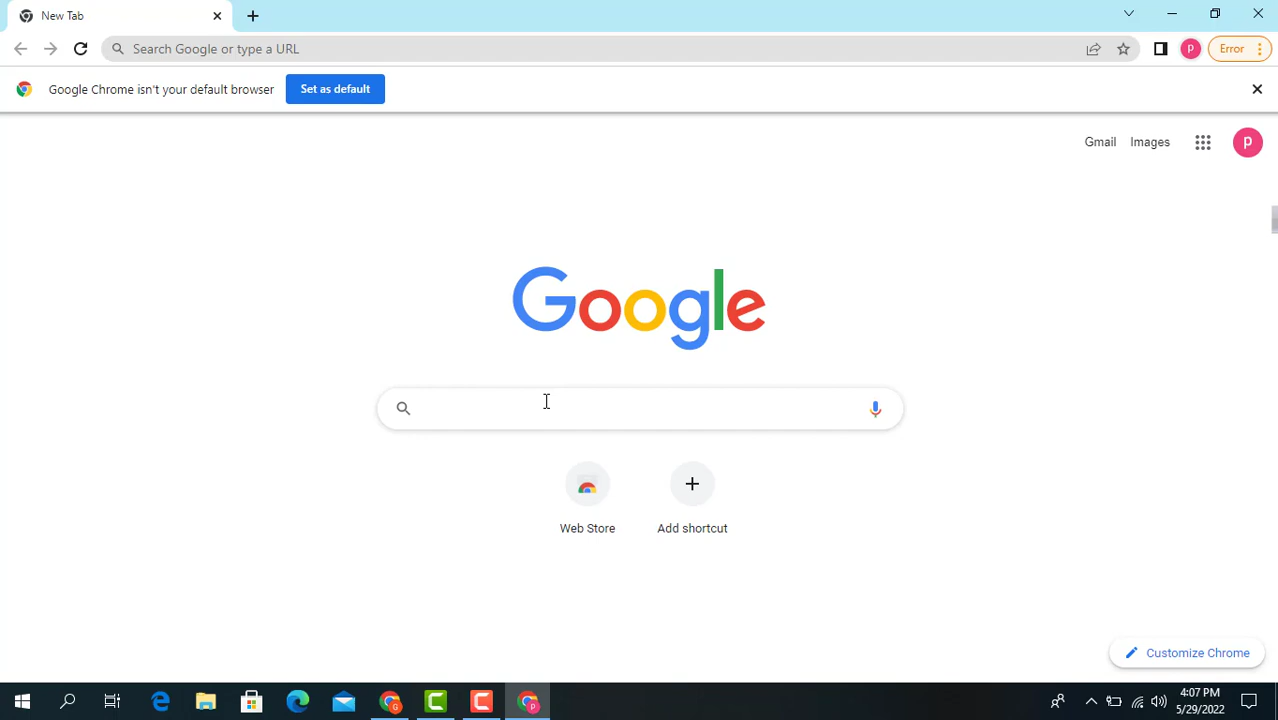 New Tab
Search Google or type a URL
P
Error
Google Chrome isn't your default browser
Set as default
Gmail
Images
P
Google
Web Store
Add shortcut
Customize Chrome
G
P
4:07 PM
5/29/2022